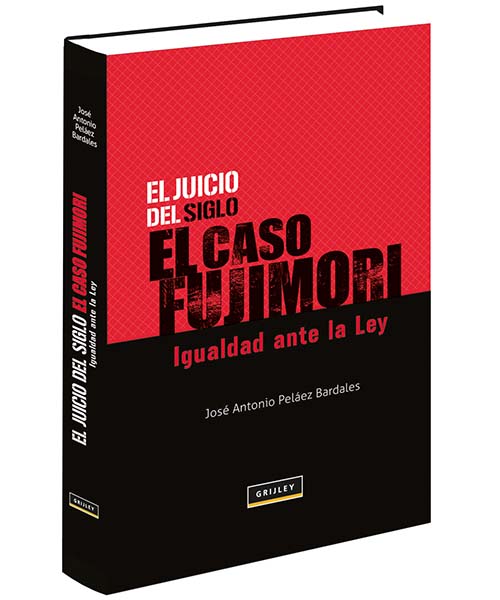 José
Antonio
Peláez
Bardales
EL JUICIO DEL SIGLO EL CASO FUJIMORI
Igualdad ante la Ley
GRIJLEY
EL JUICIO
DEL SIGLO
EL CASO
FUJIMORI
Igualdad ante la Ley
José Antonio Peláez Bardales
GRIJLEY